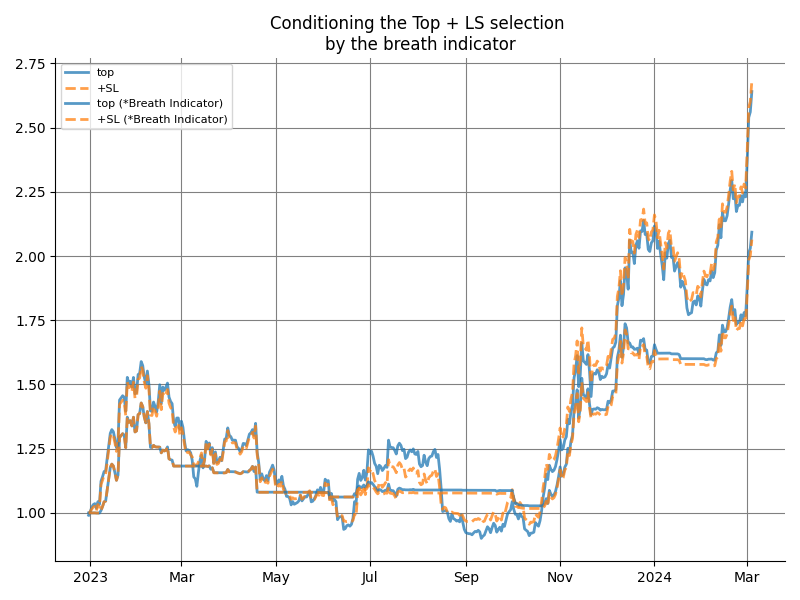 Conditioning the Top + LS selection
by the breath indicator
2.75
2.50
2.25
2.00
1.75
1.50
1.25
1.00
top
+SL
top (*Breath Indicator)
+SL (*Breath Indicator)
2023
Mar
May
Jul
Sep
Nov
2024
Mar